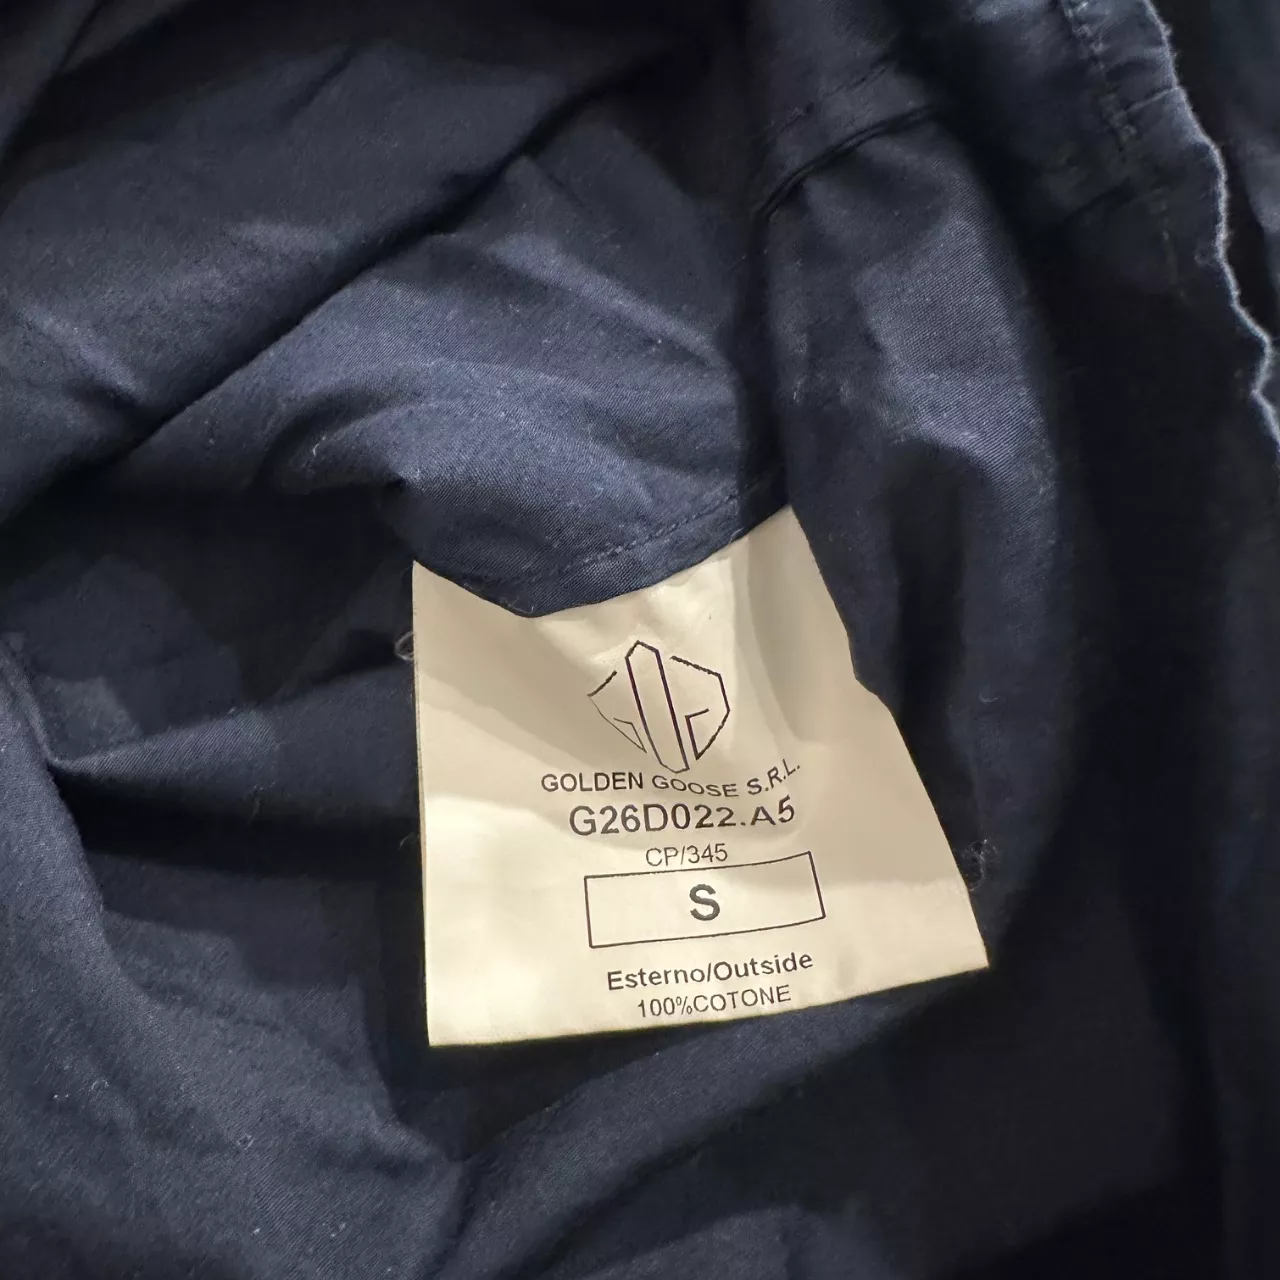 GOLDEN GOOSE S.R.L.
G26D022.A5
CP/345
S
Esterno/Outside
100%COTONE